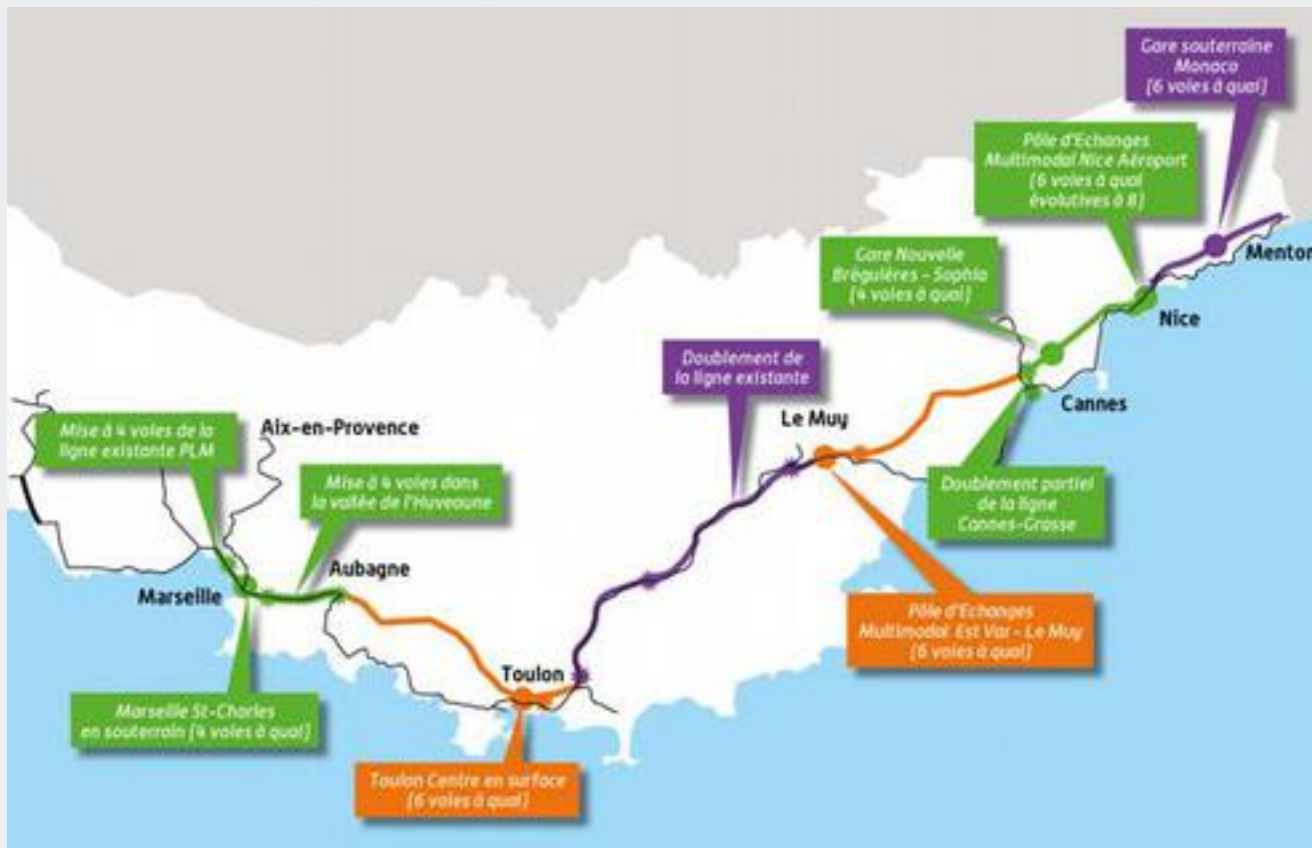 Gare souterraine
Monaco
(6 voies à quai)
Pôle d'Echanges
Multimodal Nice Aéroport
(6 voies à quai
évolutives à 8)
Gare Nouvelle
Bréguières - Sophia
(4 voies à quai)
Menton
Nice
Doublement de
la ligne existante
Cannes
Le Muy
Mise à 4 voies de la
ligne existante PLM
Aix-en-Provence
Mise à 4 voies dans
la vallée de l'Huveaune
Doublement partiel
de la ligne
Cannes-Grasse
Aubagne
Marseille
Pôle d'Echanges
Multimodal Est Var - Le Muy
(6 voies à quai)
Toulon
Marseille St-Charles
en souterrain (4 voies à quai)
Toulon Centre en surface
(6 voies à quai)